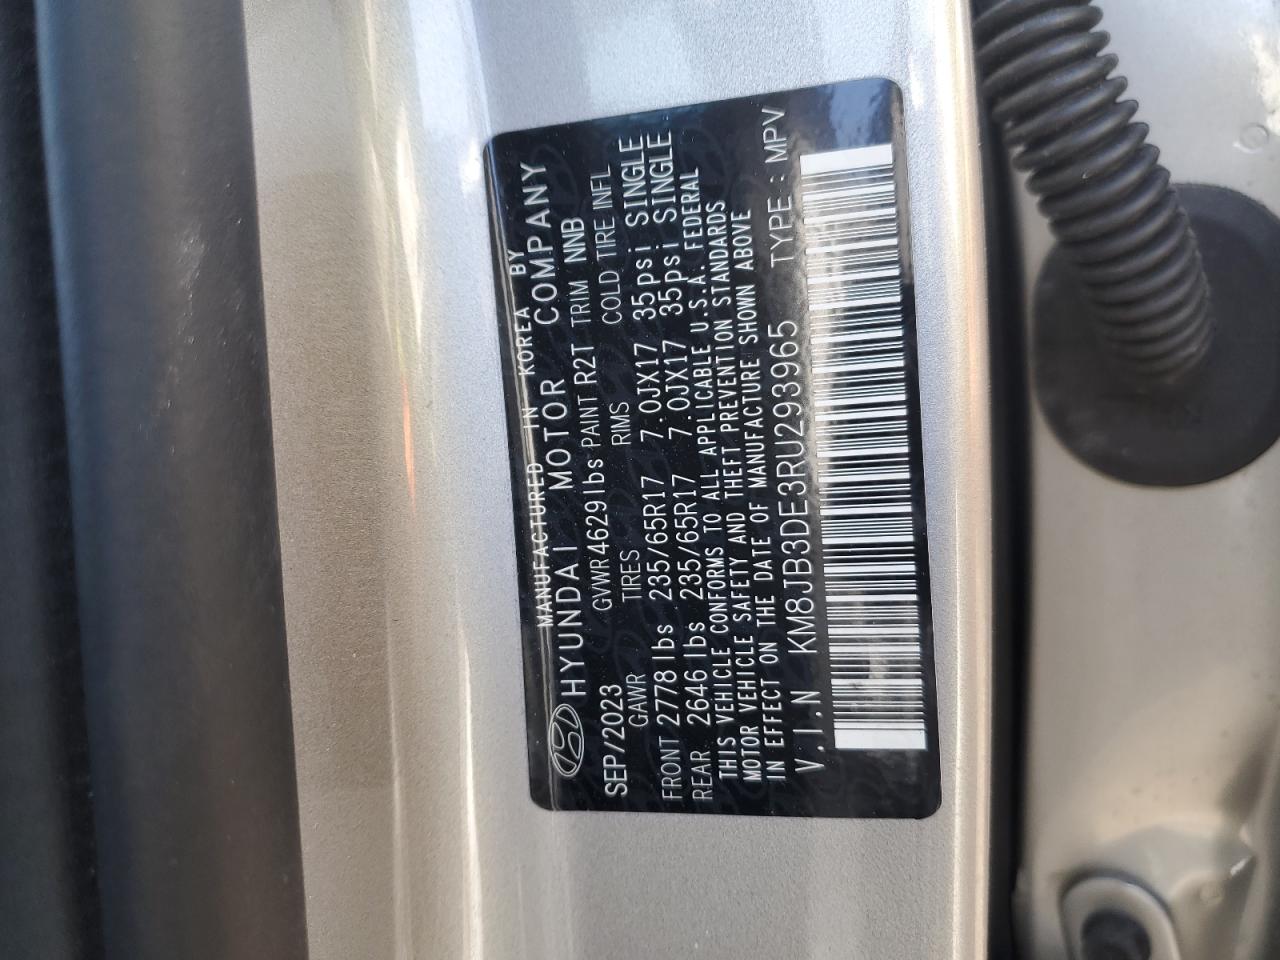 MANUFACTURED IN KOREA BY
HYUNDAI MOTOR COMPANY
SEP/2023 GVWR 4629lbs PAINT R2T TRIM NNB
GAWR TIRES RIMS COLD TIRE INFL
FRONT 2778 lbs 235/65R17 7.0JX17 35psi SINGLE
REAR 2646 lbs 235/65R17 7.0JX17 35psi SINGLE
THIS VEHICLE CONFORMS TO ALL APPLICABLE U.S.A. FEDERAL
MOTOR VEHICLE SAFETY AND THEFT PREVENTION STANDARDS
IN EFFECT ON THE DATE OF MANUFACTURE SHOWN ABOVE
V.I.N KM8JB3DE3RU293965 TYPE : MPV